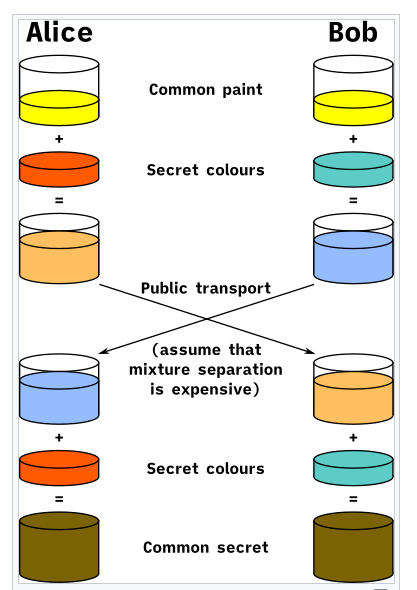 Alice
Bob
Common paint
+
+
Secret colours
=
=
Public transport
(assume that
mixture separation
is expensive)
+
+
Secret colours
=
=
Common secret